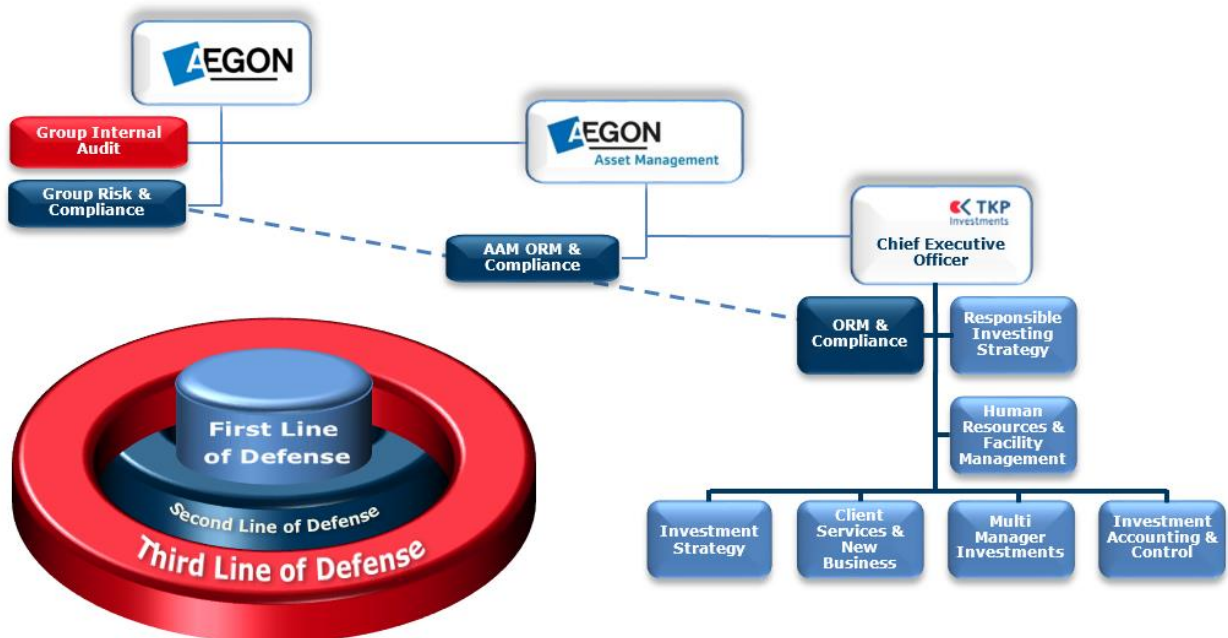 AEGON
Group Internal
Audit
Group Risk &
Compliance
AEGON
Asset Management
AAM ORM &
Compliance
TKP
Investments
Chief Executive
Officer
ORM &
Compliance
Responsible
Investing
Strategy
Human
Resources &
Facility
Management
Investment
Strategy
Client
Services &
New
Business
Multi
Manager
Investments
Investment
Accounting &
Control
First Line
of Defense
Second Line of Defense
Third Line of Defense